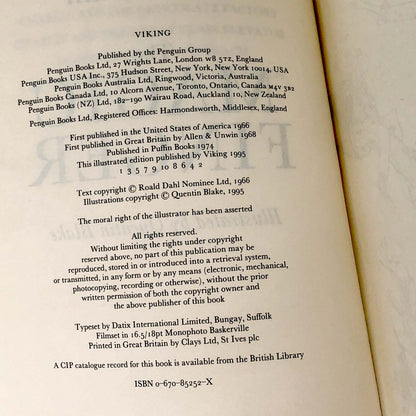 VIKING
Published by the Penguin Group
Penguin Books Ltd, 27 Wrights Lane, London w8 5TZ, England
Penguin Books USA Inc., 375 Hudson Street, New York, New York 10014, USA
Penguin Books Australia Ltd, Ringwood, Victoria, Australia
Penguin Books Canada Ltd, 10 Alcorn Avenue, Toronto, Ontario, Canada M4V 3B2
Penguin Books (NZ) Ltd, 182–190 Wairau Road, Auckland 10, New Zealand
Penguin Books Ltd, Registered Offices: Harmondsworth, Middlesex, England
First published in the United States of America 1966
First published in Great Britain by Allen & Unwin 1968
Published in Puffin Books 1974
This illustrated edition published by Viking 1995
1 3 5 7 9 10 8 6 4 2
Text copyright © Roald Dahl Nominee Ltd, 1966
Illustrations copyright © Quentin Blake, 1995
The moral right of the illustrator has been asserted
All rights reserved.
Without limiting the rights under copyright
reserved above, no part of this publication may be
reproduced, stored in or introduced into a retrieval system,
or transmitted, in any form or by any means (electronic, mechanical,
photocopying, recording or otherwise), without the prior
written permission of both the copyright owner and
the above publisher of this book
Typeset by Datix International Limited, Bungay, Suffolk
Filmset in 16.5/18pt Monophoto Baskerville
Printed in Great Britain by Clays Ltd, St Ives plc
A CIP catalogue record for this book is available from the British Library
ISBN 0-670-85252-X